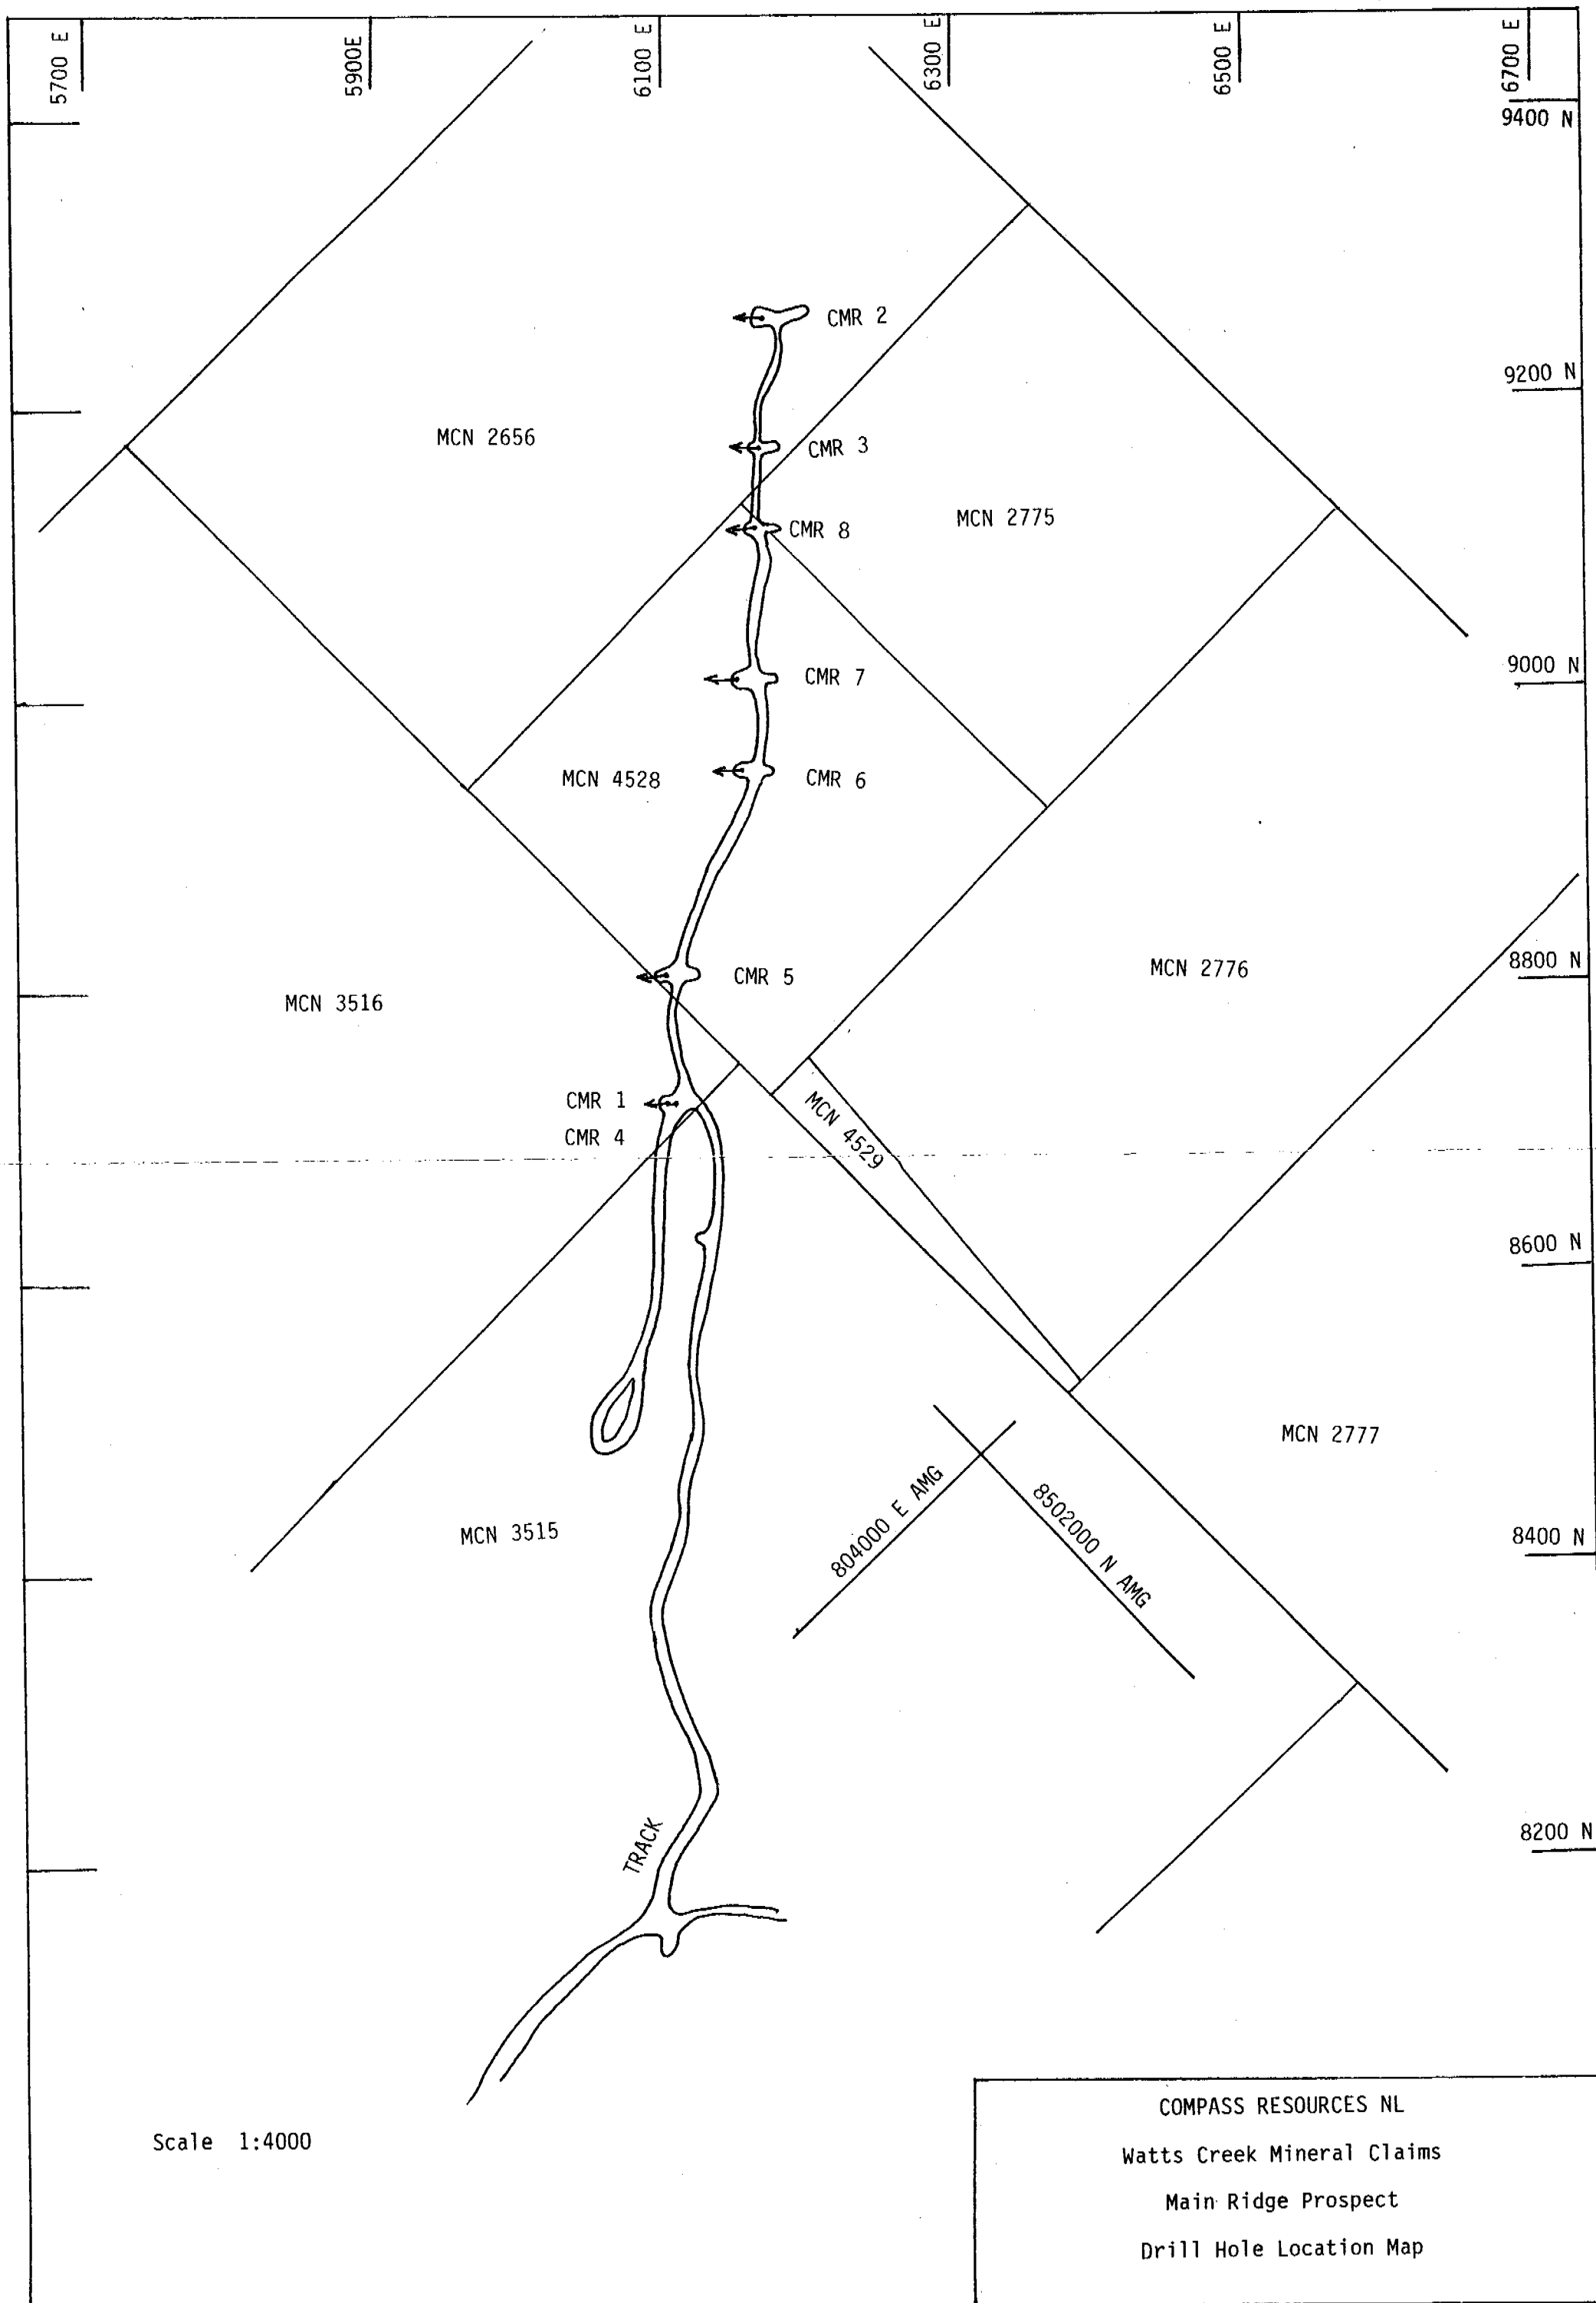 5700 E
5900E
6100 E
6300 E
6500 E
6700 E
9400 N
CMR 2
9200 N
MCN 2656
CMR 3
MCN 2775
CMR 8
9000 N
CMR 7
MCN 4528
CMR 6
8800 N
MCN 2776
CMR 5
MCN 3516
CMR 1
MCN 4529
CMR 4
8600 N
MCN 2777
804000 E AMG
8502000 N AMG
MCN 3515
8400 N
8200 N
TRACK
Scale 1:4000
COMPASS RESOURCES NL
Watts Creek Mineral Claims
Main Ridge Prospect
Drill Hole Location Map